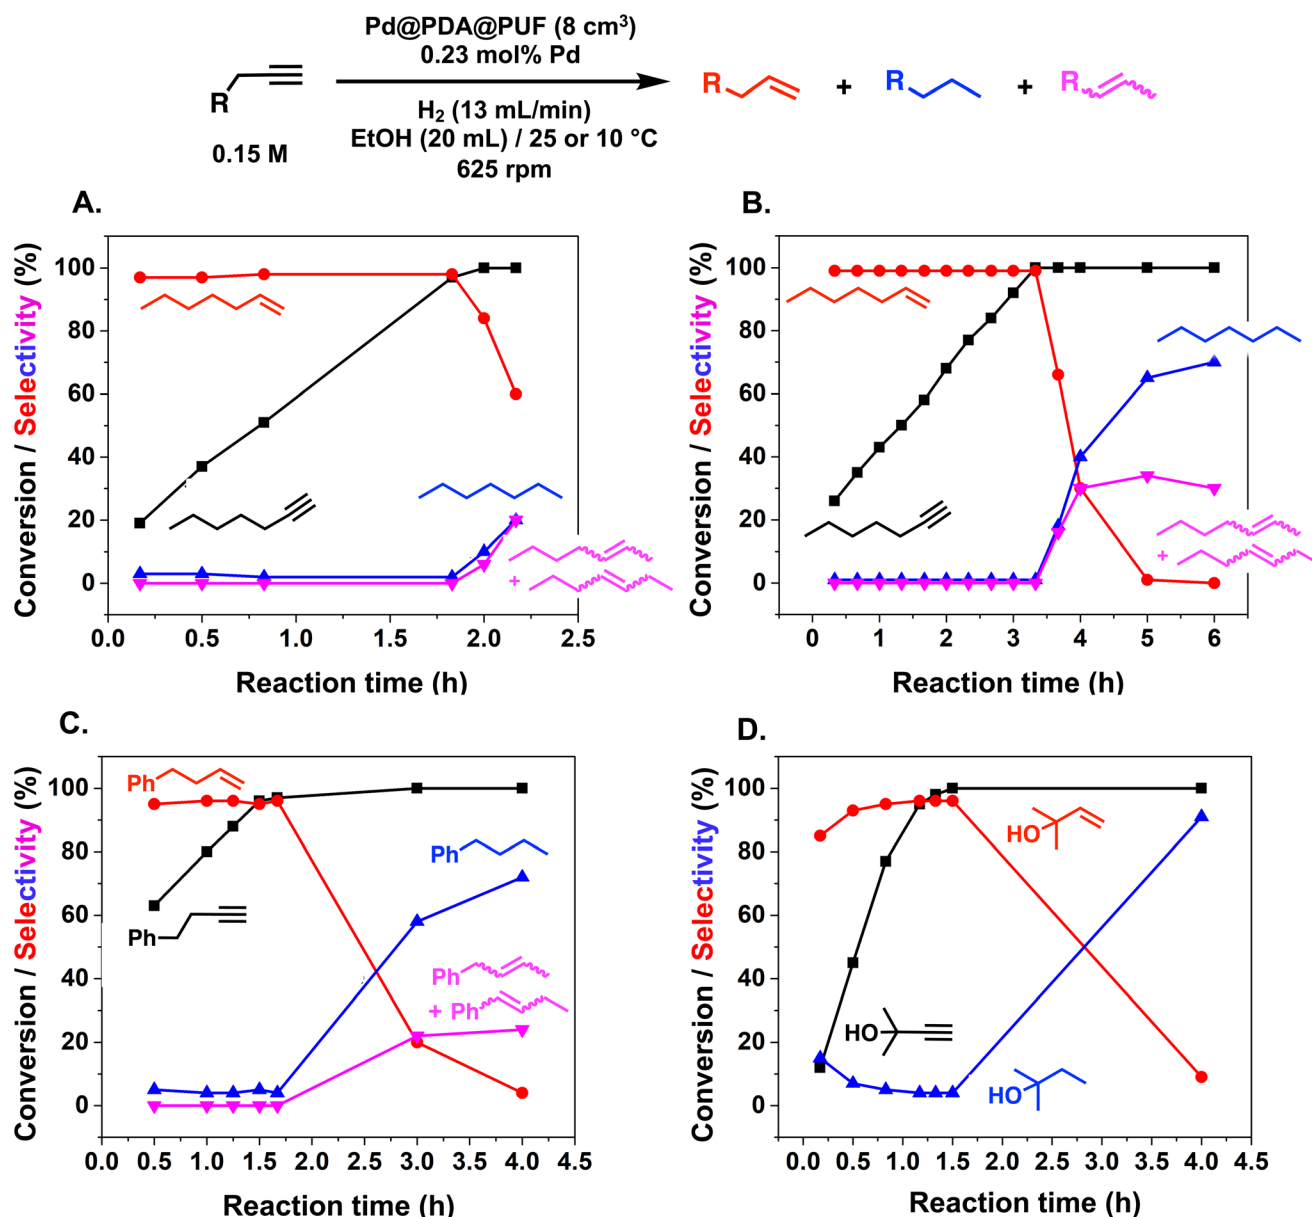 Pd@PDA@PUF (8 cm³)
0.23 mol% Pd
R
0.15 M
H₂ (13 mL/min)
EtOH (20 mL) / 25 or 10 °C
625 rpm
R + R + R
A.
Conversion / Selectivity (%)
100
80
60
40
20
0
+
0.0 0.5 1.0 1.5 2.0 2.5
Reaction time (h)
B.
Conversion / Selectivity (%)
100
80
60
40
20
0
+
0 1 2 3 4 5 6
Reaction time (h)
C.
Conversion / Selectivity (%)
100
80
60
40
20
0
Ph
Ph
Ph
Ph
+ Ph
0.0 0.5 1.0 1.5 2.0 2.5 3.0 3.5 4.0 4.5
Reaction time (h)
D.
Conversion / Selectivity (%)
100
80
60
40
20
0
HO
HO
HO
0.0 0.5 1.0 1.5 2.0 2.5 3.0 3.5 4.0 4.5
Reaction time (h)